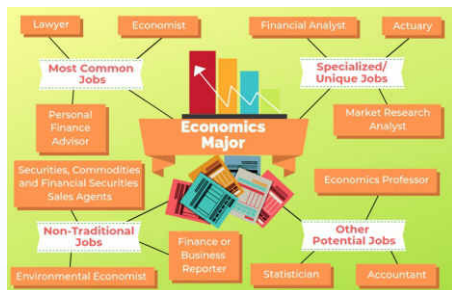 Lawyer
Economist
Financial Analyst
Actuary
Most Common
Jobs
Specialized/
Unique Jobs
Personal
Finance
Advisor
Economics
Major
Market Research
Analyst
Securities, Commodities
and Financial Securities
Sales Agents
Economics Professor
Non-Traditional
Jobs
Finance or
Business
Reporter
Other
Potential Jobs
Environmental Economist
Statistician
Accountant